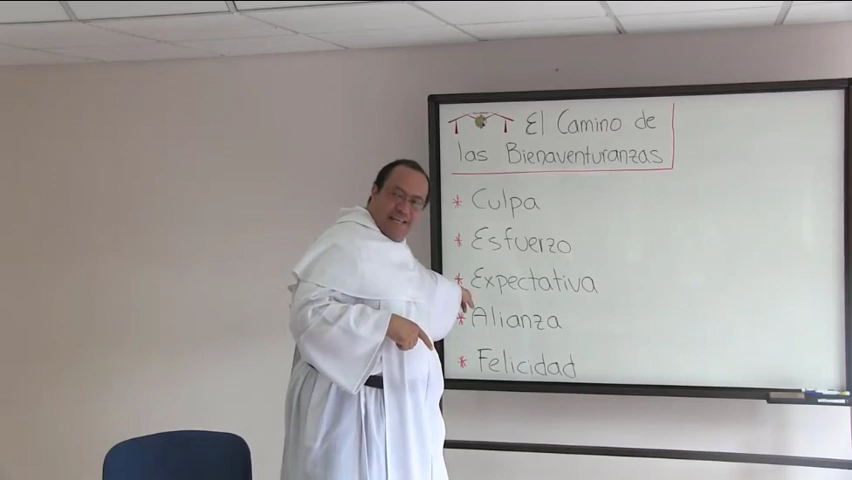 El Camino de
las Bienaventuranzas
* Culpa
* Esfuerzo
* Expectativa
* Alianza
* Felicidad